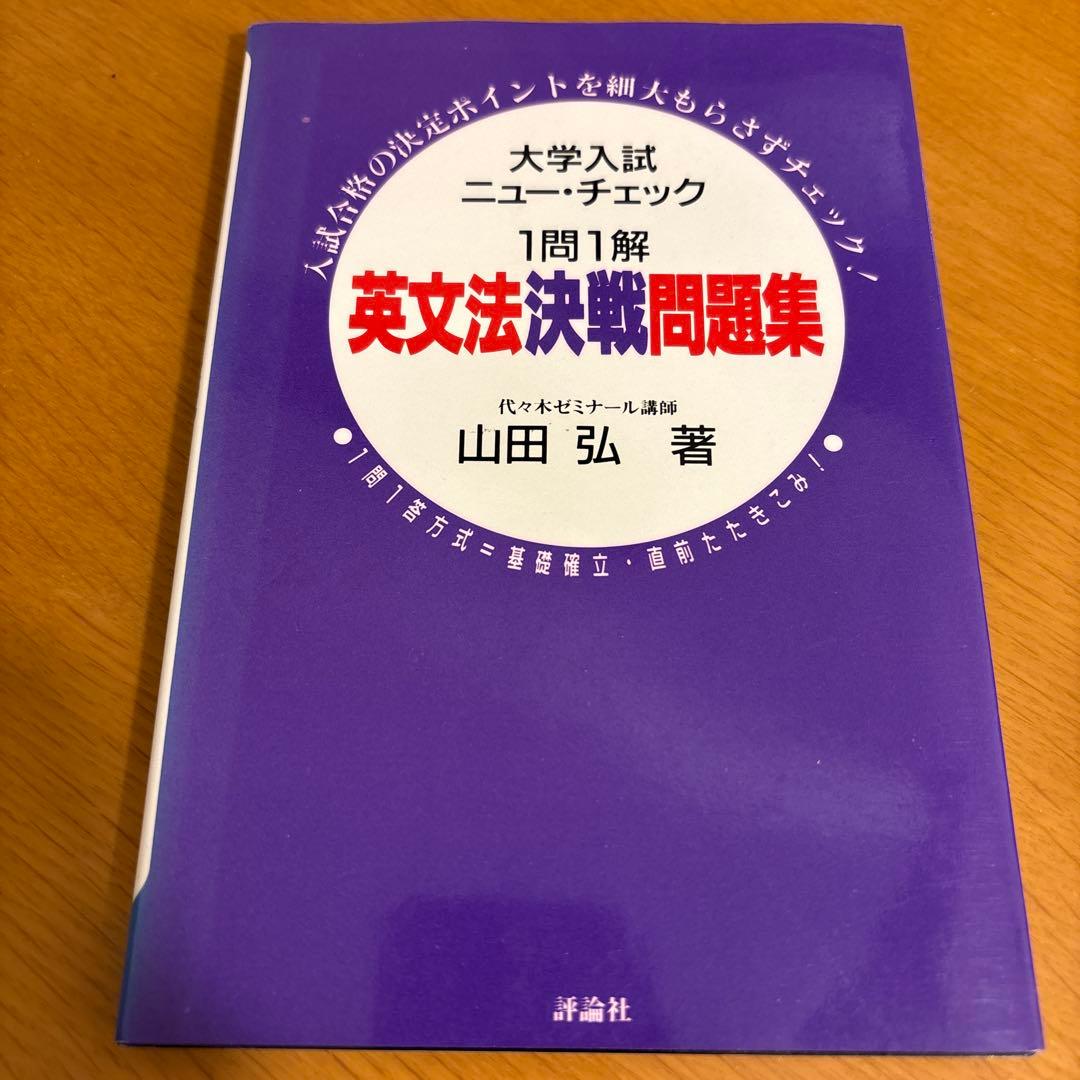 入試合格の決定ポイントを細大もらさずチェック!
大学入試
ニュー・チェック
1問1解
英文法決戦問題集
代々木ゼミナール講師
山田 弘 著
●1問1答方式=基礎確立・直前たたきこみ!●
評論社